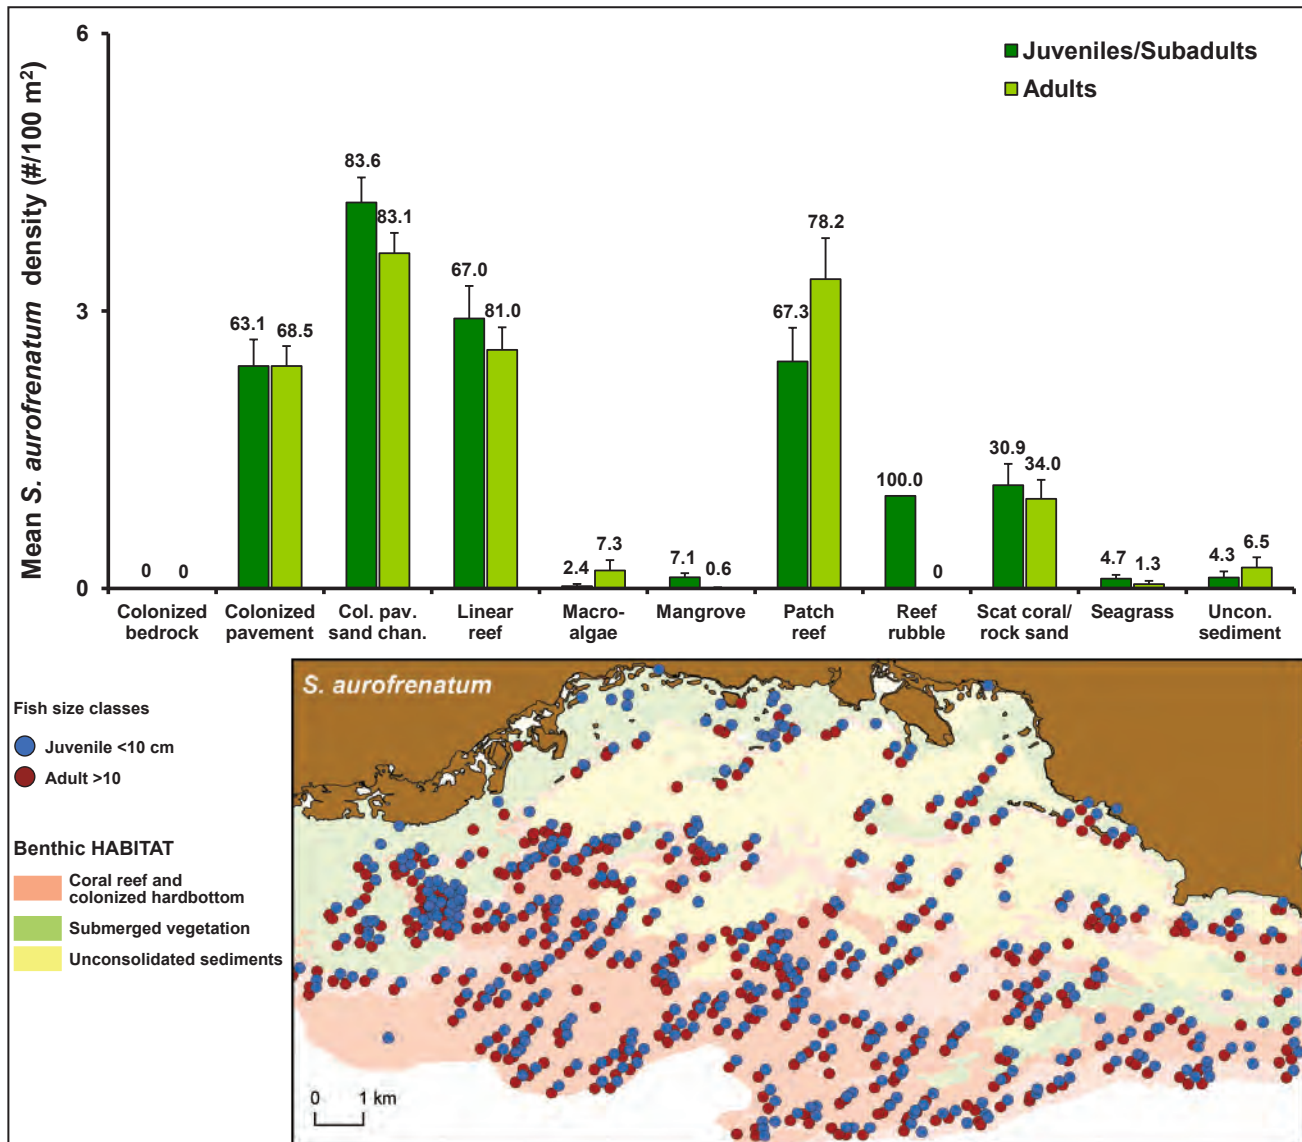 Mean S. aurofrenatum density (#/100 m²)
6
3
0
Juveniles/Subadults
Adults
0
0
63.1
68.5
83.6
83.1
67.0
81.0
2.4
7.3
7.1
0.6
67.3
78.2
100.0
0
30.9
34.0
4.7
1.3
4.3
6.5
Colonized
bedrock
Colonized
pavement
Col. pav.
sand chan.
Linear
reef
Macro-
algae
Mangrove
Patch
reef
Reef
rubble
Scat coral/
rock sand
Seagrass
Uncon.
sediment
S. aurofrenatum
Fish size classes
Juvenile <10 cm
Adult >10
Benthic HABITAT
Coral reef and
colonized hardbottom
Submerged vegetation
Unconsolidated sediments
0 1 km